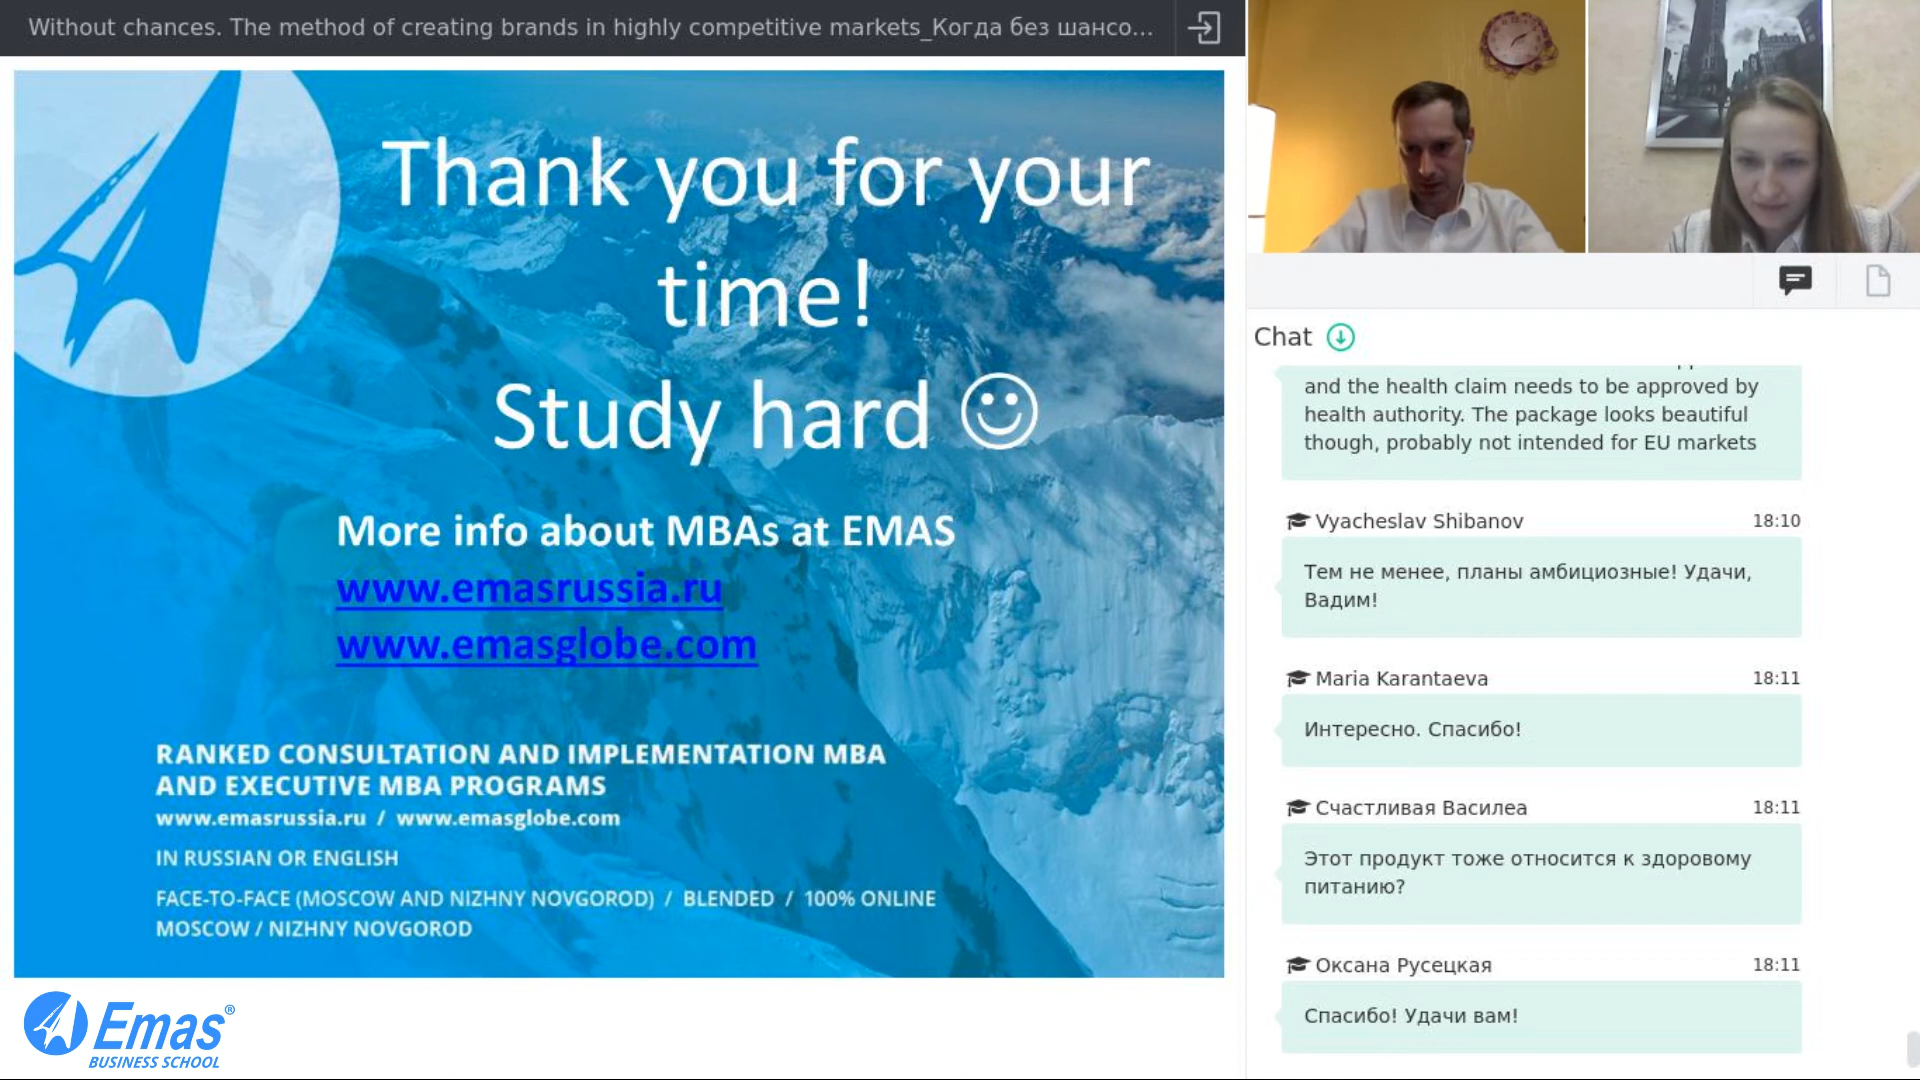 Without chances. The method of creating brands in highly competitive markets_Когда без шансо...
Thank you for your
time!
Study hard
More info about MBAs at EMAS
www.emasrussia.ru
www.emasglobe.com
RANKED CONSULTATION AND IMPLEMENTATION MBA
AND EXECUTIVE MBA PROGRAMS
www.emasrussia.ru / www.emasglobe.com
IN RUSSIAN OR ENGLISH
FACE-TO-FACE (MOSCOW AND NIZHNY NOVGOROD) / BLENDED / 100% ONLINE
MOSCOW / NIZHNY NOVGOROD
Emas®
BUSINESS SCHOOL
Chat
and the health claim needs to be approved by
health authority. The package looks beautiful
though, probably not intended for EU markets
Vyacheslav Shibanov 18:10
Тем не менее, планы амбициозные! Удачи,
Вадим!
Maria Karantaeva 18:11
Интересно. Спасибо!
Счастливая Василеа 18:11
Этот продукт тоже относится к здоровому
питанию?
Оксана Русецкая 18:11
Спасибо! Удачи вам!